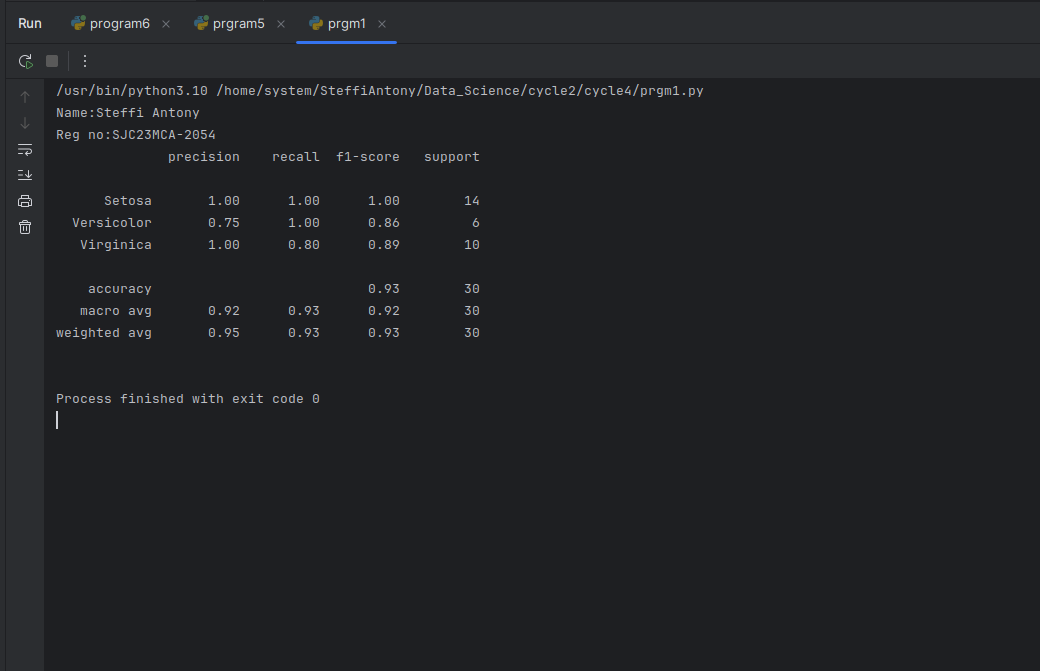 Run program6 prgram5 prgm1
/usr/bin/python3.10 /home/system/SteffiAntony/Data_Science/cycle2/cycle4/prgm1.py
Name:Steffi Antony
Reg no:SJC23MCA-2054
precision recall f1-score support
Setosa 1.00 1.00 1.00 14
Versicolor 0.75 1.00 0.86 6
Virginica 1.00 0.80 0.89 10
accuracy 0.93 30
macro avg 0.92 0.93 0.92 30
weighted avg 0.95 0.93 0.93 30
Process finished with exit code 0